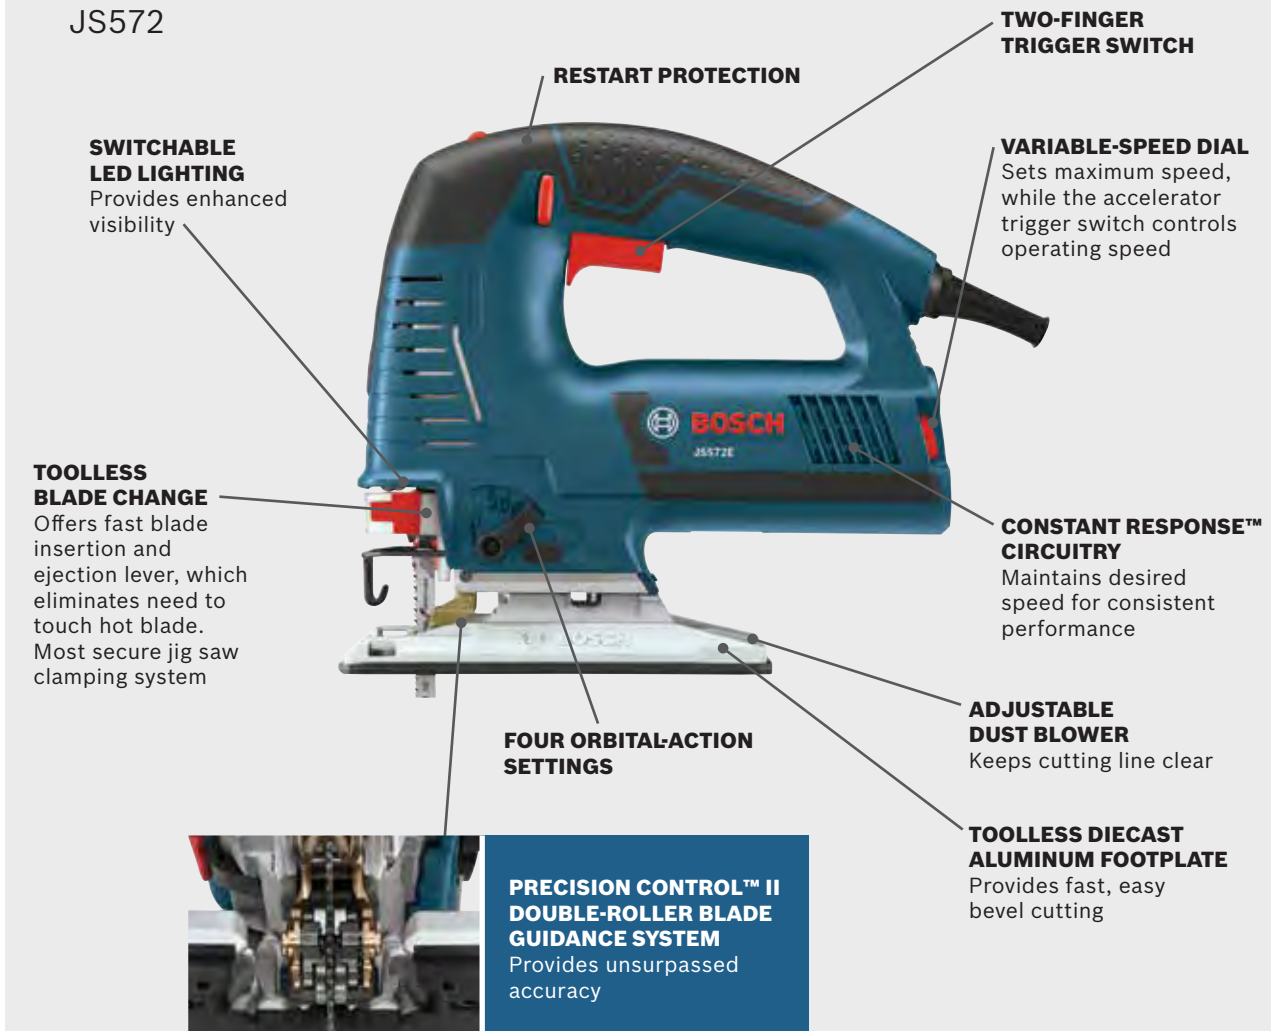 JS572
TWO-FINGER
TRIGGER SWITCH
RESTART PROTECTION
SWITCHABLE
LED LIGHTING
Provides enhanced
visibility
VARIABLE-SPEED DIAL
Sets maximum speed,
while the accelerator
trigger switch controls
operating speed
BOSCH
JS572E
TOOLLESS
BLADE CHANGE
Offers fast blade
insertion and
ejection lever, which
eliminates need to
touch hot blade.
Most secure jig saw
clamping system
CONSTANT RESPONSE™
CIRCUITRY
Maintains desired
speed for consistent
performance
BOSCH
FOUR ORBITAL-ACTION
SETTINGS
ADJUSTABLE
DUST BLOWER
Keeps cutting line clear
TOOLLESS DIECAST
ALUMINUM FOOTPLATE
Provides fast, easy
bevel cutting
PRECISION CONTROL™ II
DOUBLE-ROLLER BLADE
GUIDANCE SYSTEM
Provides unsurpassed
accuracy